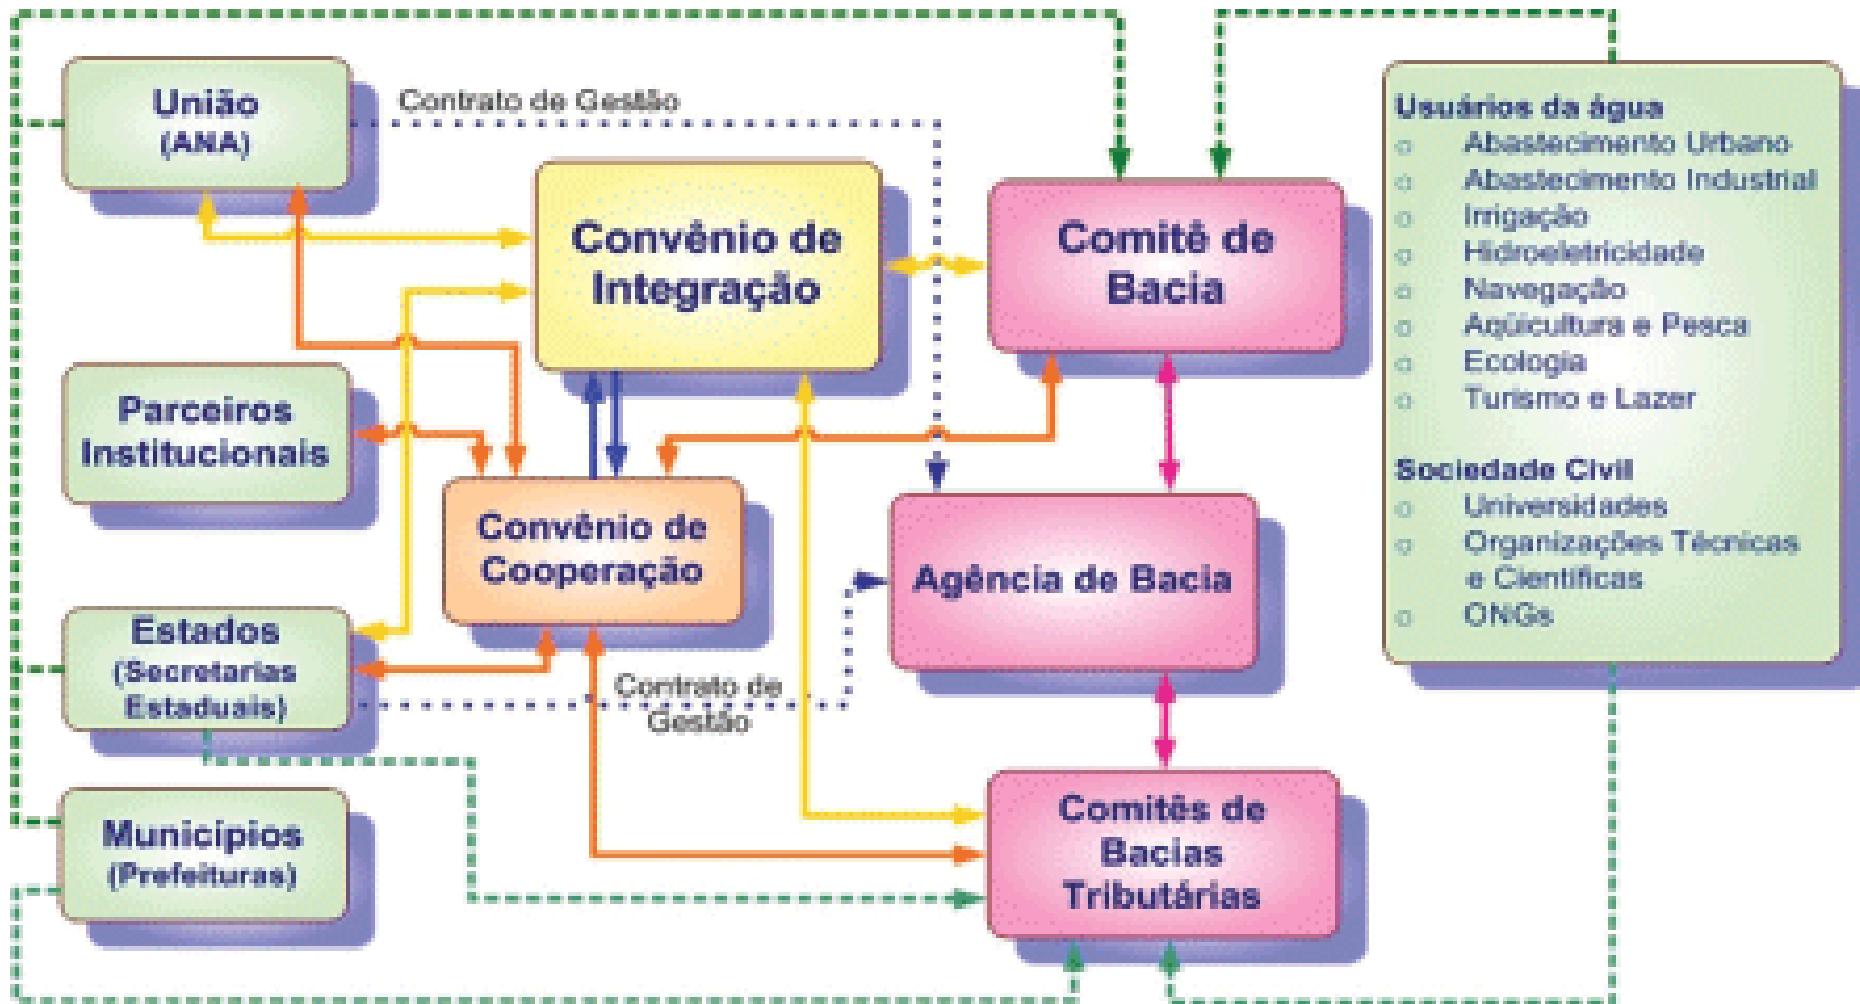 União
(ANA)
Contrato de Gestão
Convênio de
Integração
Comitê de
Bacia
Usuários da água
Abastecimento Urbano
Abastecimento Industrial
Irrigação
Hidroeletricidade
Navegação
Aqüicultura e Pesca
Ecologia
Turismo e Lazer
Sociedade Civil
Universidades
Organizações Técnicas
e Científicas
ONGs
Parceiros
Institucionais
Convênio de
Cooperação
Agência de Bacia
Estados
(Secretarias
Estaduais)
Contrato de
Gestão
Municípios
(Prefeituras)
Comitês de
Bacias
Tributárias